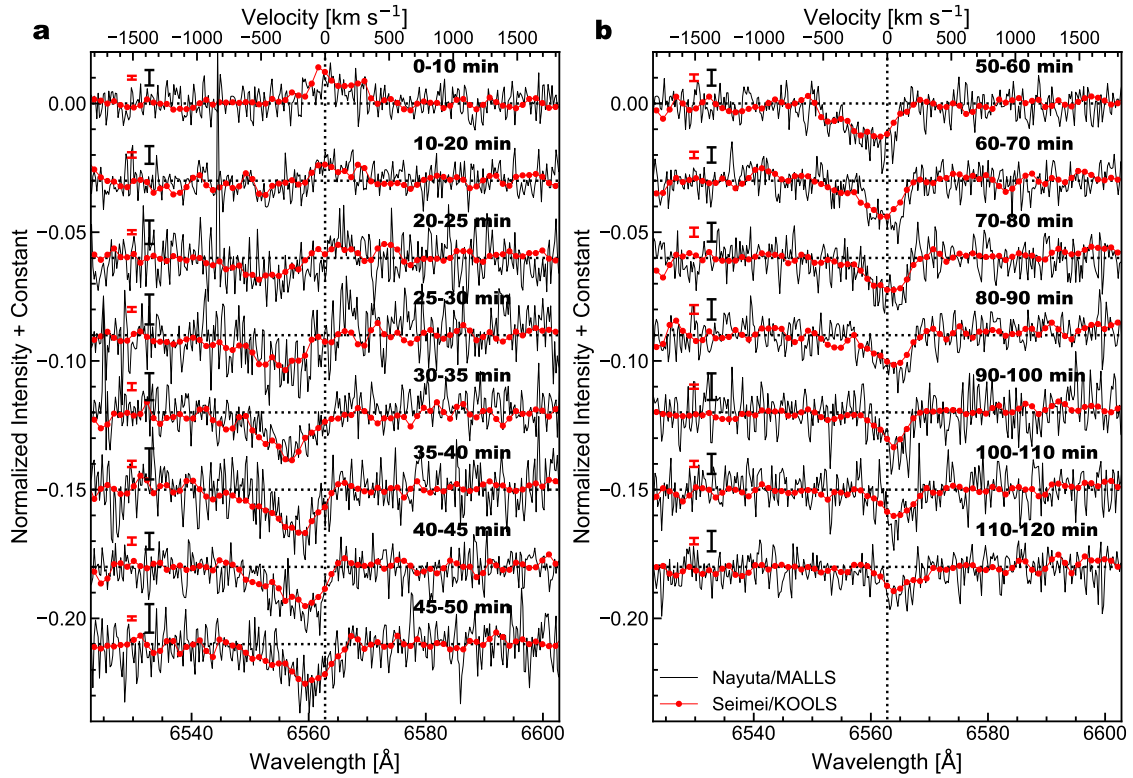 Velocity [km s⁻¹]
a
−1500 −1000 −500 0 500 1000 1500
0-10 min
0.00
10-20 min
20-25 min
−0.05
25-30 min
−0.10
30-35 min
35-40 min
−0.15
40-45 min
45-50 min
−0.20
Normalized Intensity + Constant
6540 6560 6580 6600
Wavelength [Å]
Velocity [km s⁻¹]
b
−1500 −1000 −500 0 500 1000 1500
50-60 min
0.00
60-70 min
70-80 min
−0.05
80-90 min
−0.10
90-100 min
100-110 min
−0.15
110-120 min
−0.20
Normalized Intensity + Constant
Nayuta/MALLS
Seimei/KOOLS
6540 6560 6580 6600
Wavelength [Å]